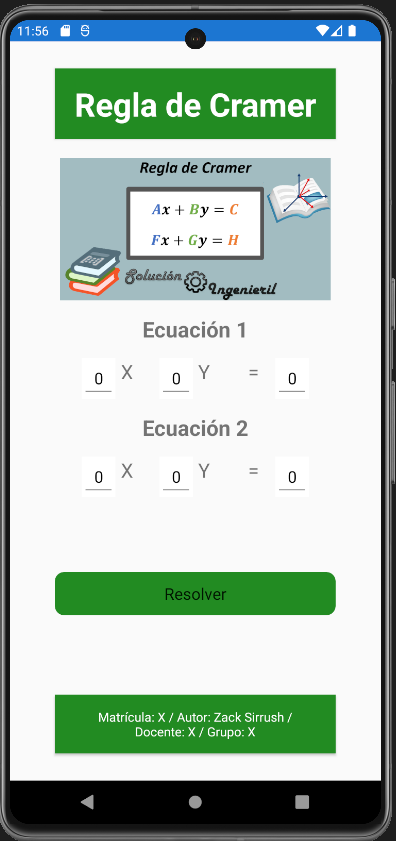 11:56
Regla de Cramer
Regla de Cramer
Ax + By = C
Fx + Gy = H
Solución
Ingenieril
Ecuación 1
0 X 0 Y = 0
Ecuación 2
0 X 0 Y = 0
Resolver
Matrícula: X / Autor: Zack Sirrush /
Docente: X / Grupo: X